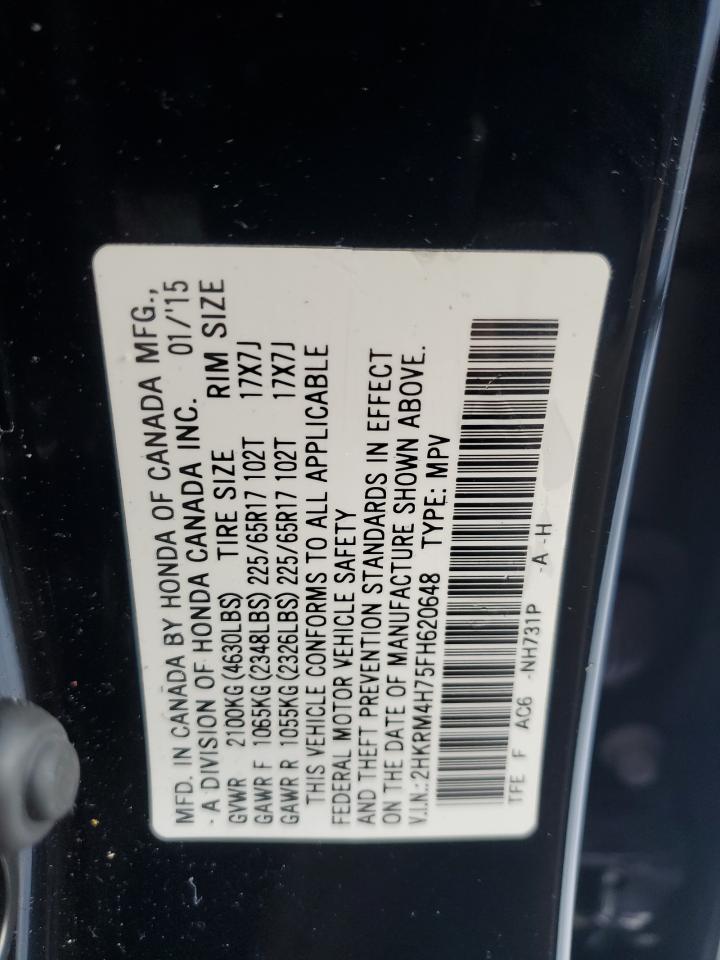 MFD. IN CANADA BY HONDA OF CANADA MFG.,
- A DIVISION OF HONDA CANADA INC. 01/'15
GVWR 2100KG(4630LBS) TIRE SIZE RIM SIZE
GAWR F 1065KG(2348LBS) 225/65R17 102T 17X7J
GAWR R 1055KG(2326LBS) 225/65R17 102T 17X7J
THIS VEHICLE CONFORMS TO ALL APPLICABLE
FEDERAL MOTOR VEHICLE SAFETY
AND THEFT PREVENTION STANDARDS IN EFFECT
ON THE DATE OF MANUFACTURE SHOWN ABOVE.
V.I.N.:2HKRM4H75FH620648 TYPE: MPV
TFE F AC6 -NH731P -A -H